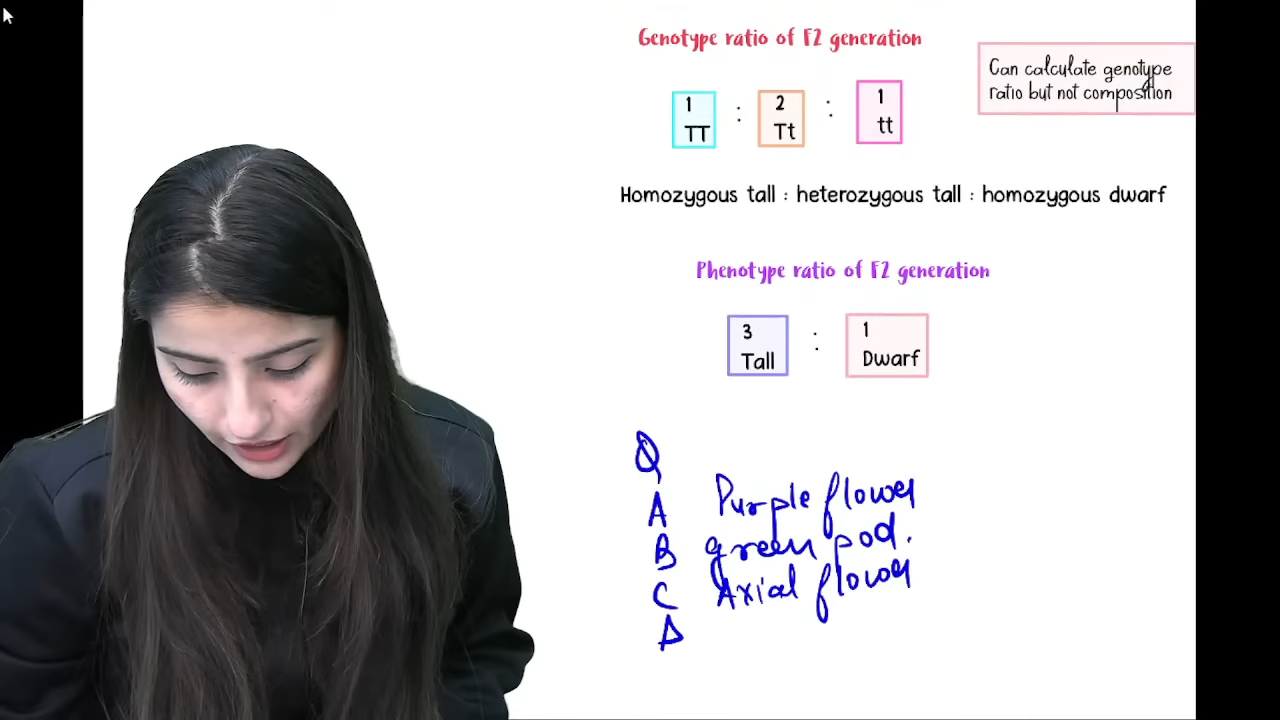 Genotype ratio of F2 generation
Can calculate genotype
ratio but not composition
1 : 2 : 1
TT Tt tt
Homozygous tall : heterozygous tall : homozygous dwarf
Phenotype ratio of F2 generation
3 : 1
Tall Dwarf
Q
A Purple flower
B green pod.
C Axial flower
D